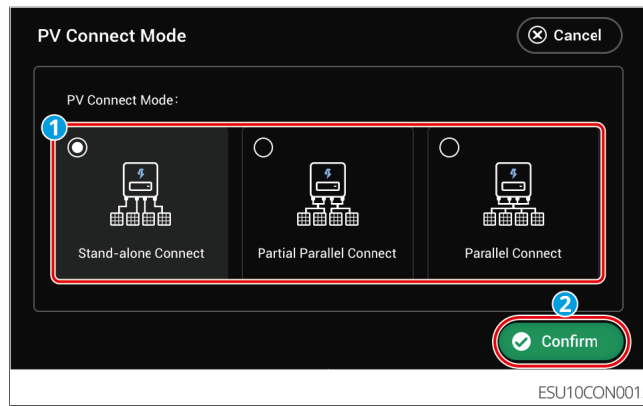 PV Connect Mode
Cancel
PV Connect Mode:
1
Stand-alone Connect
Partial Parallel Connect
Parallel Connect
2
Confirm
ESU10CON001